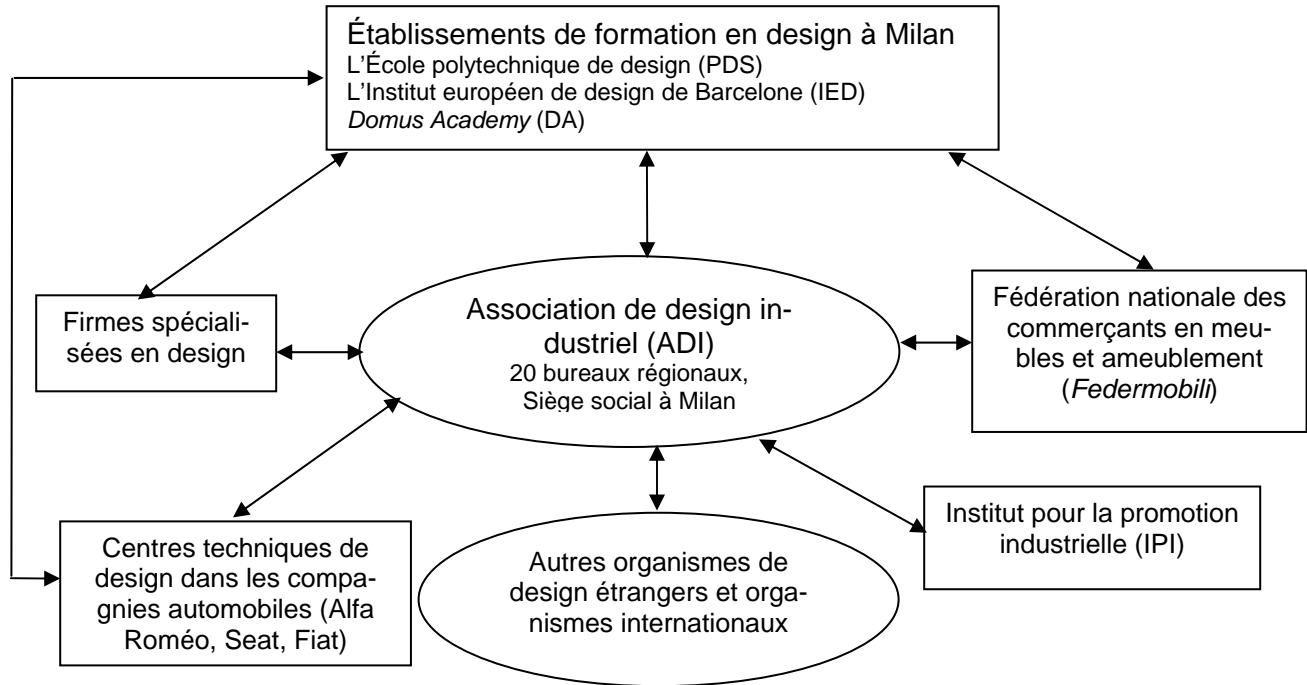 Établissements de formation en design à Milan
L'École polytechnique de design (PDS)
L'Institut européen de design de Barcelone (IED)
Domus Academy (DA)
Firmes spéciali-
sées en design
Association de design in-
dustriel (ADI)
20 bureaux régionaux,
Siège social à Milan
Fédération nationale des
commerçants en meu-
bles et ameublement
(Federmobili)
Centres techniques de
design dans les compa-
gnies automobiles (Alfa
Roméo, Seat, Fiat)
Autres organismes de
design étrangers et orga-
nismes internationaux
Institut pour la promotion
industrielle (IPI)